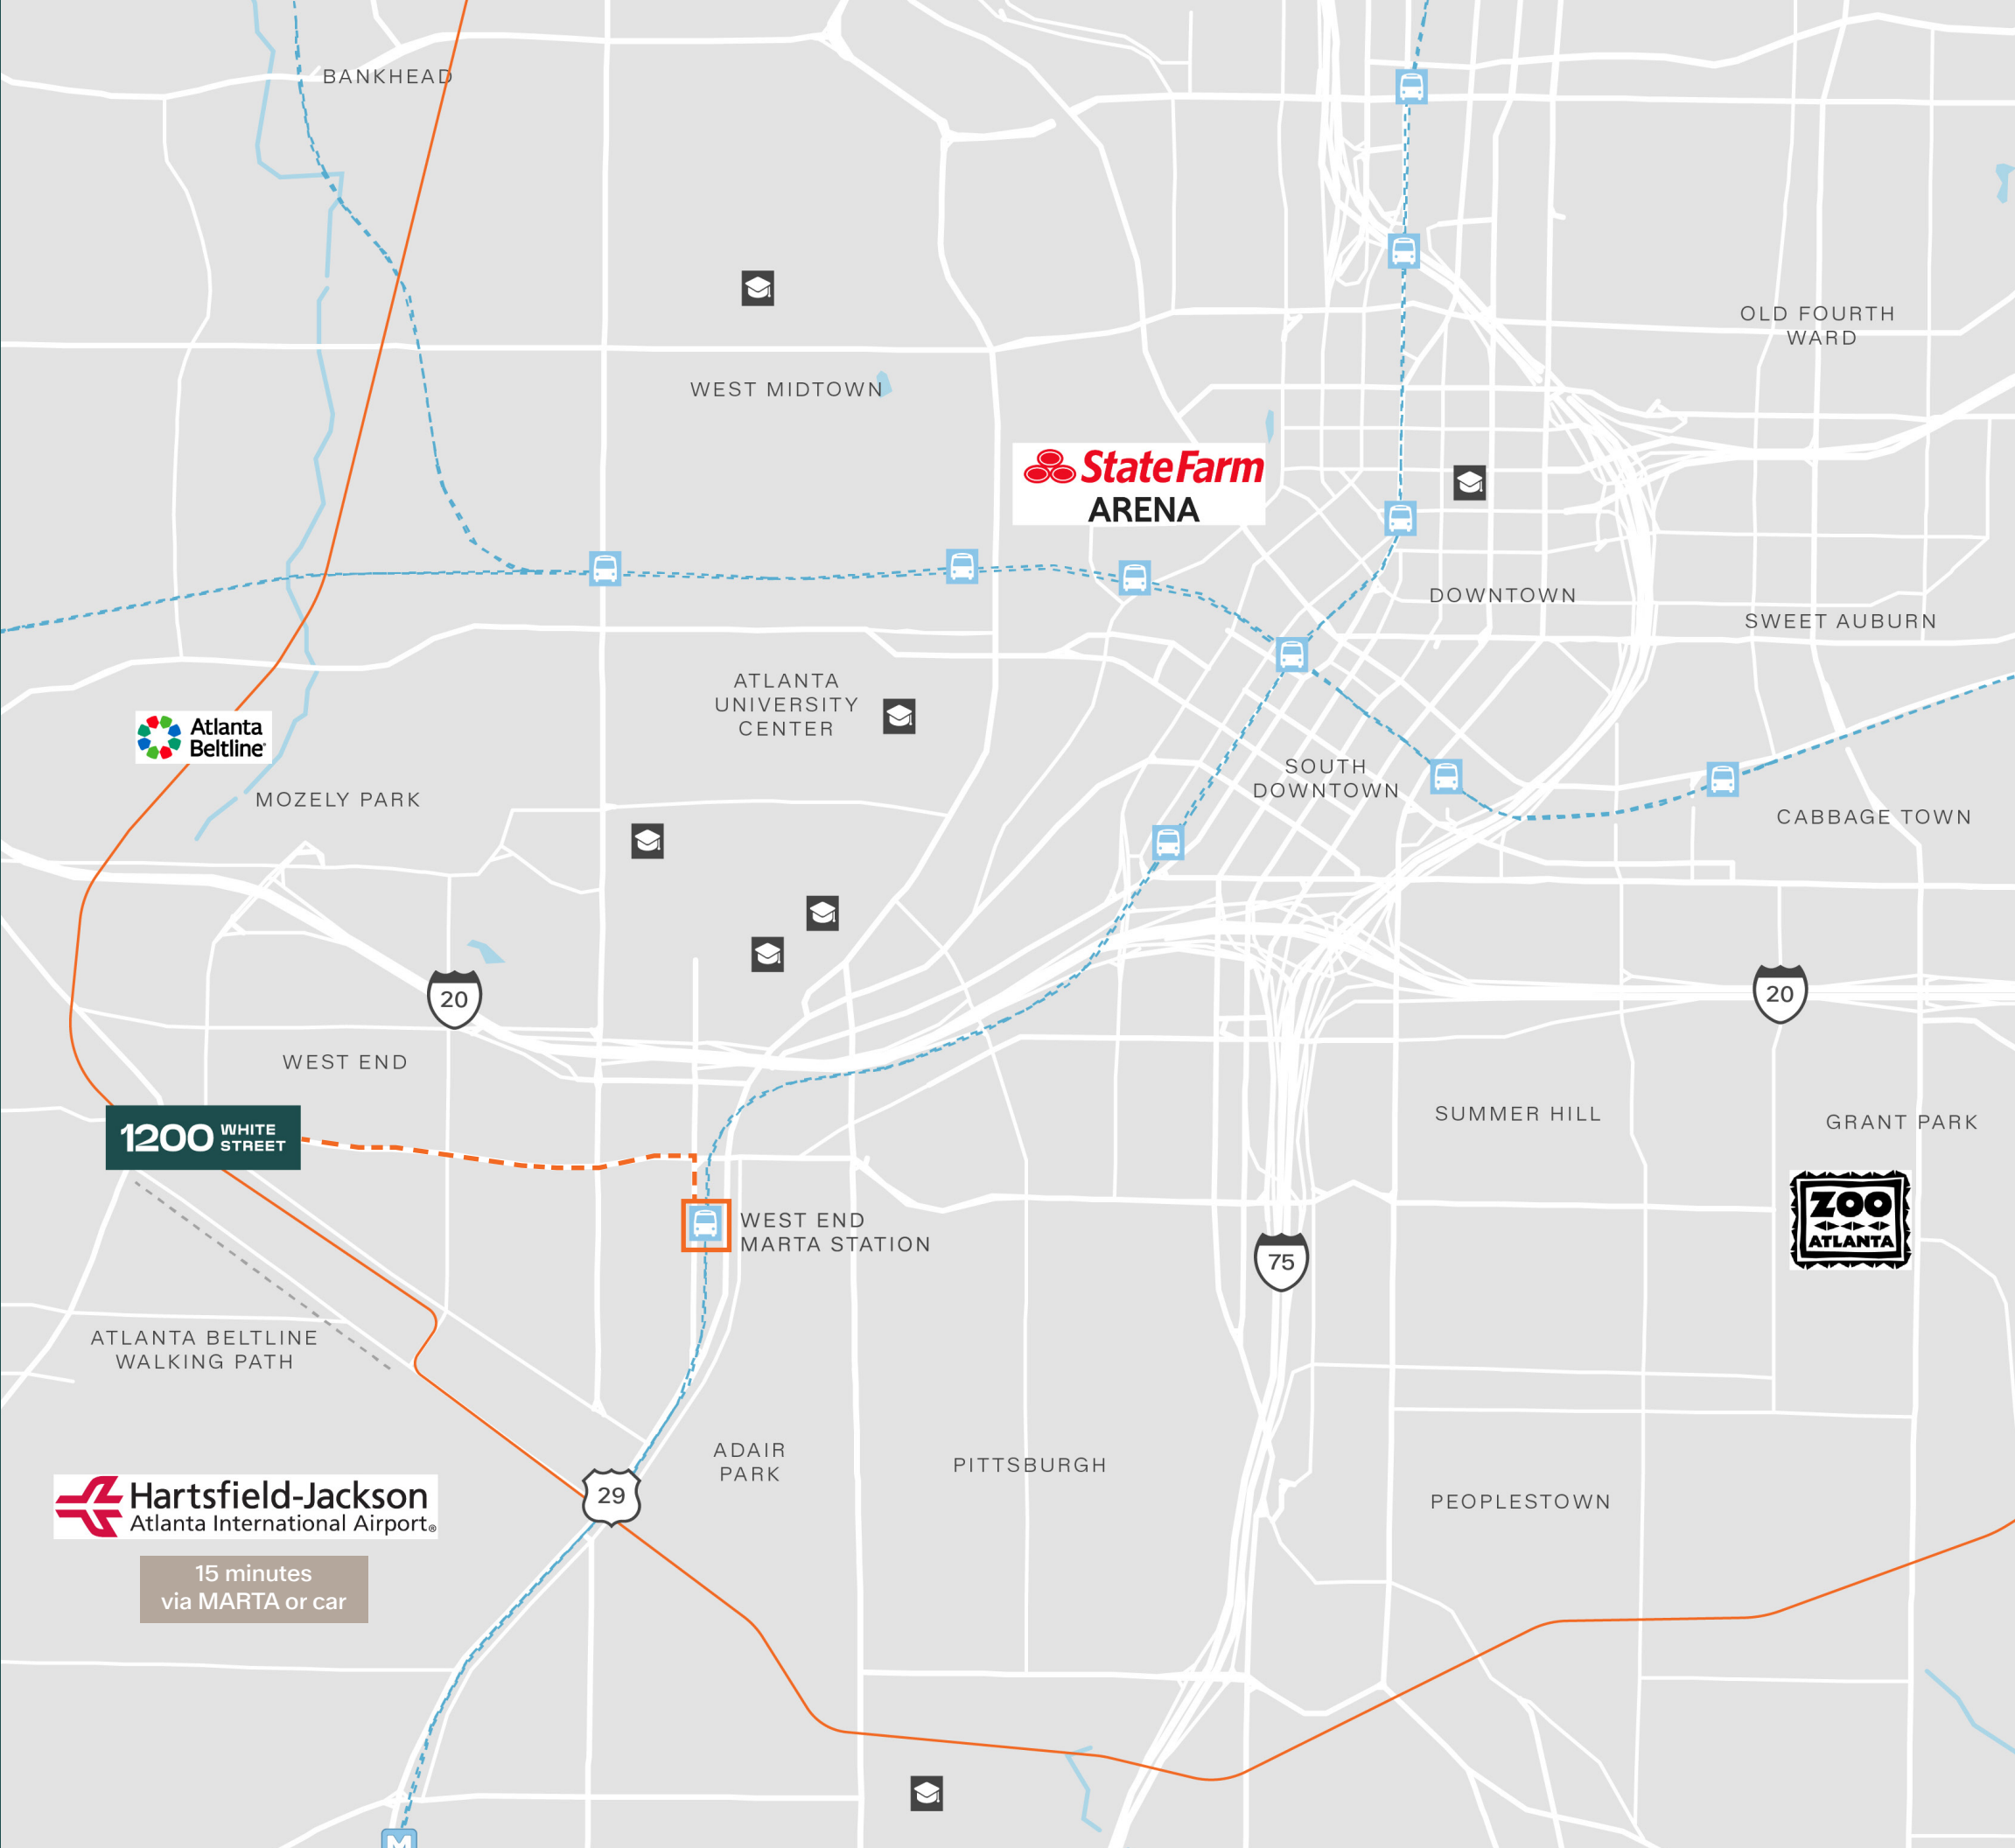 BANKHEAD
OLD FOURTH
WARD
WEST MIDTOWN
StateFarm
ARENA
DOWNTOWN
SWEET AUBURN
ATLANTA
UNIVERSITY
CENTER
Atlanta
Beltline
SOUTH
DOWNTOWN
MOZELY PARK
CABBAGE TOWN
20
20
WEST END
1200 WHITE
STREET
SUMMER HILL
GRANT PARK
ZOO
ATLANTA
WEST END
MARTA STATION
75
ATLANTA BELTLINE
WALKING PATH
ADAIR
PARK
PITTSBURGH
29
Hartsfield-Jackson
Atlanta International Airport®
PEOPLESTOWN
15 minutes
via MARTA or car
M